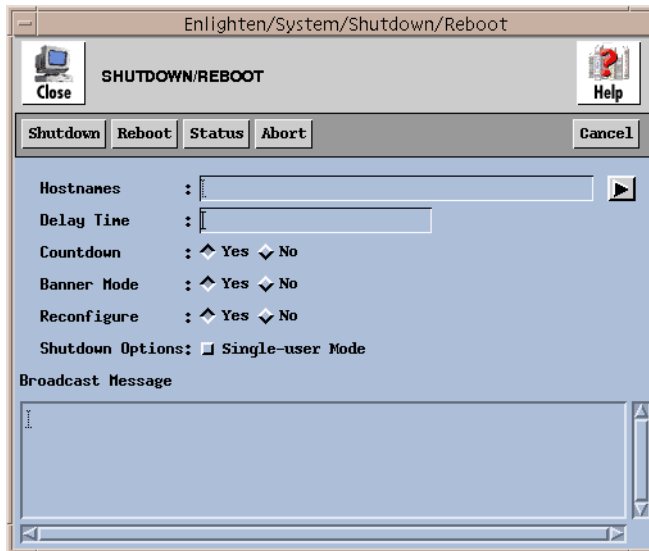 Enlighten/System/Shutdown/Reboot
Close
SHUTDOWN/REBOOT
Help
Shutdown Reboot Status Abort Cancel
Hostnames :
Delay Time :
Countdown : Yes No
Banner Mode : Yes No
Reconfigure : Yes No
Shutdown Options: Single-user Mode
Broadcast Message